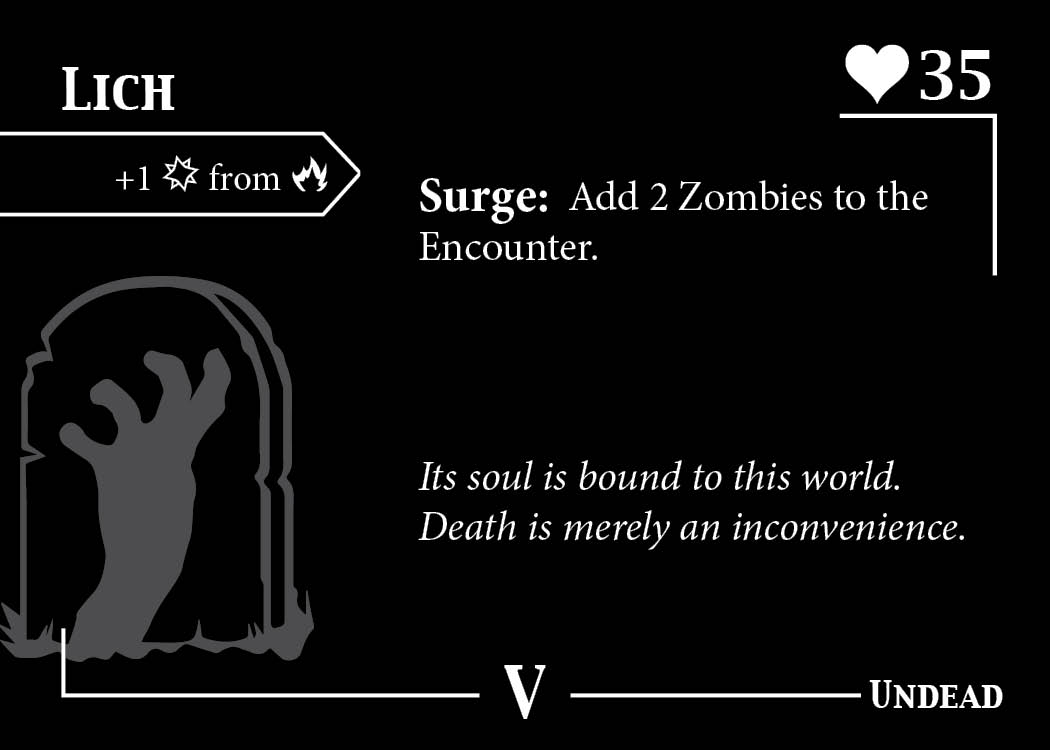 Lich
35
+1 from
Surge: Add 2 Zombies to the
Encounter.
Its soul is bound to this world.
Death is merely an inconvenience.
V
Undead